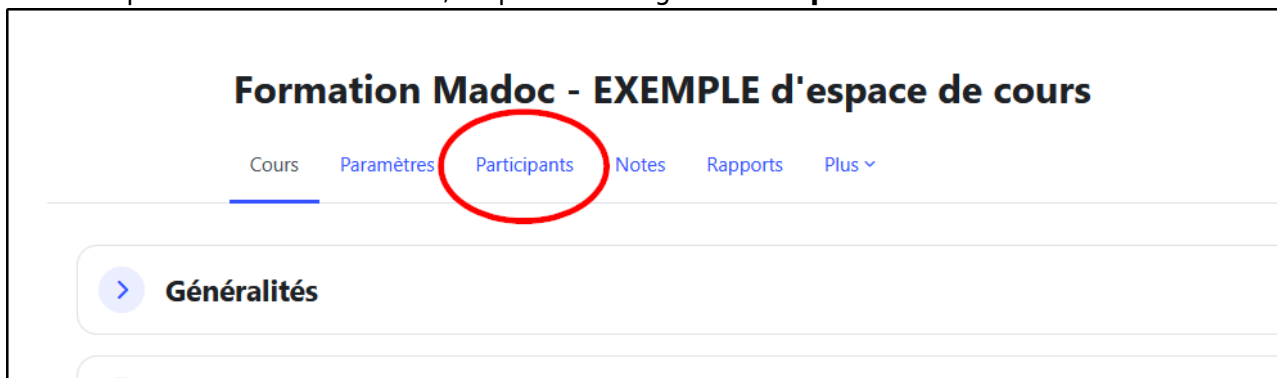 Formation Madoc - EXEMPLE d'espace de cours
Cours Paramètres Participants Notes Rapports Plus
Généralités